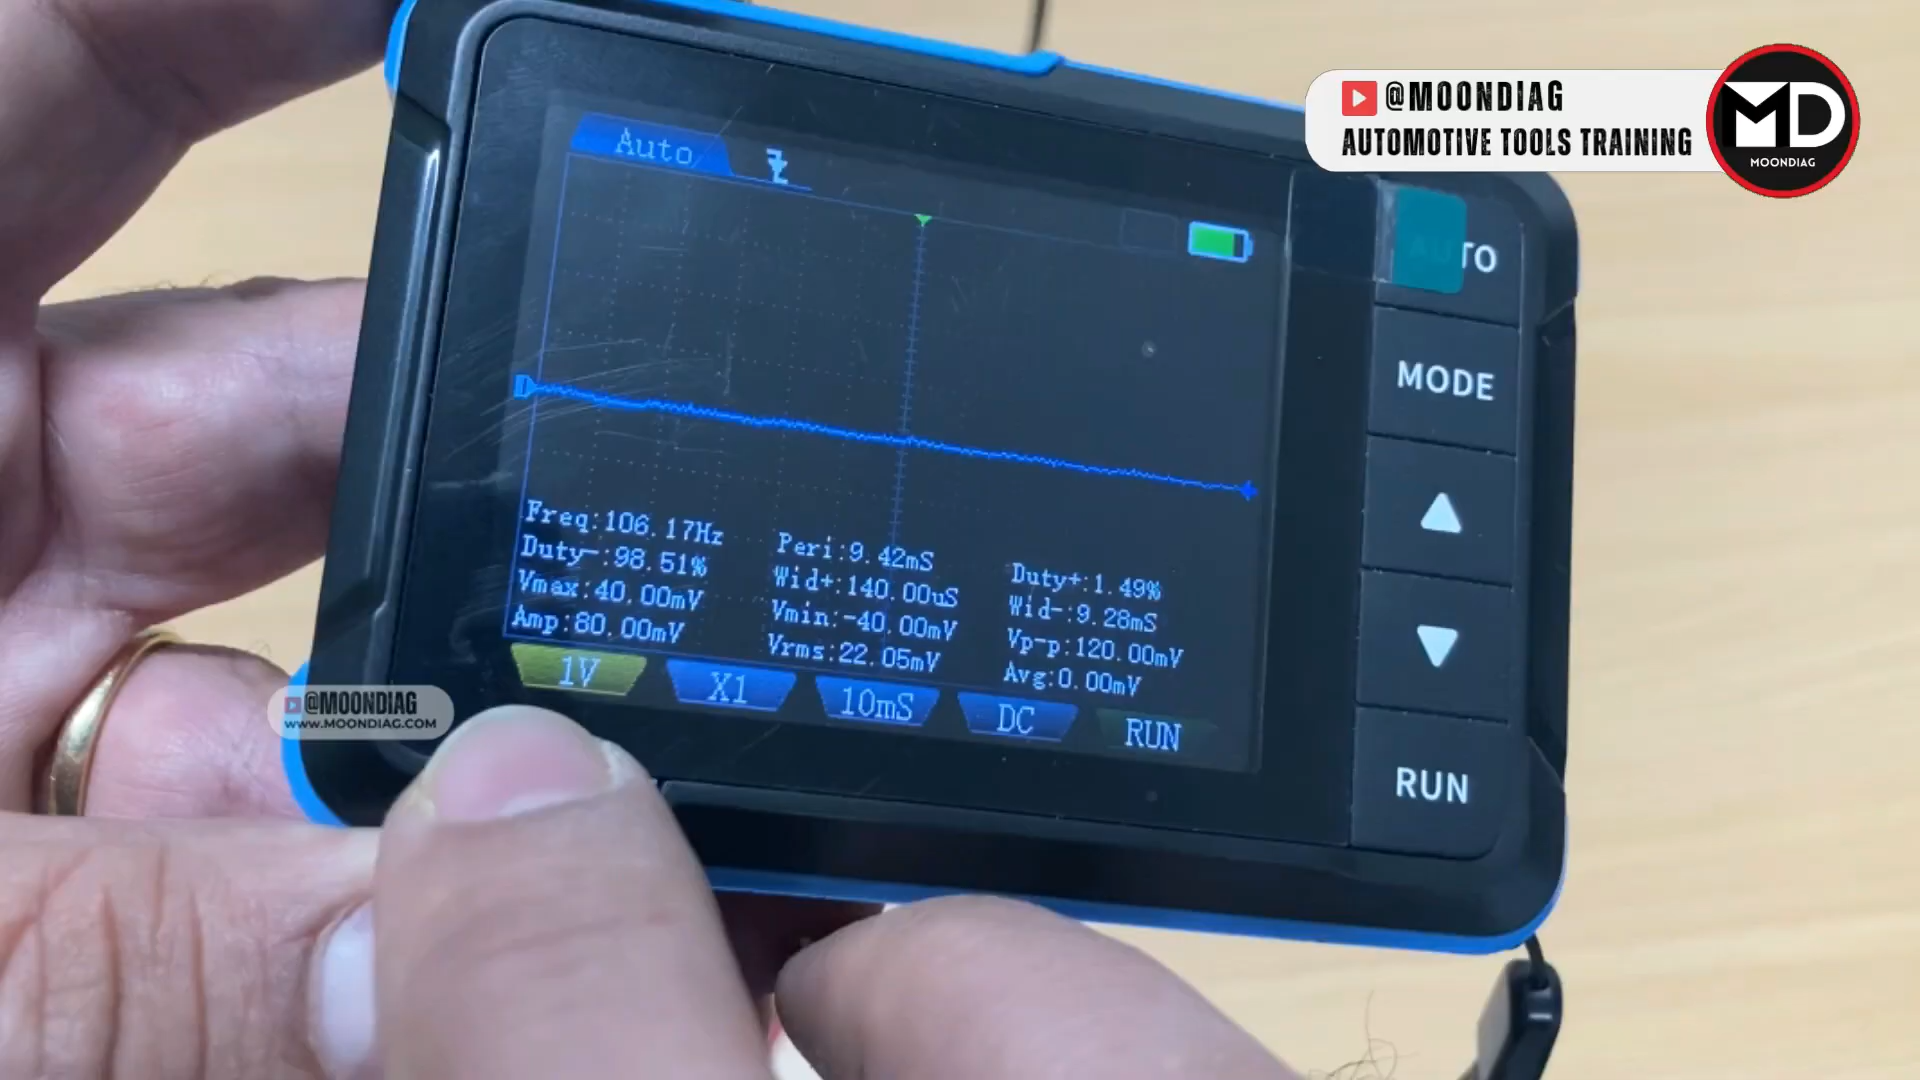 @MOONDIAG
AUTOMOTIVE TOOLS TRAINING
MD
MOONDIAG
Auto
AUTO
MODE
RUN
Freq:106.17Hz
Peri:9.42mS
Duty+:1.49%
Duty-:98.51%
Wid+:140.00uS
Wid-:9.28mS
Vmax:40.00mV
Vmin:-40.00mV
Vp-p:120.00mV
Amp:80.00mV
Vrms:22.05mV
Avg:0.00mV
1V
X1
10mS
DC
RUN
@MOONDIAG
WWW.MOONDIAG.COM